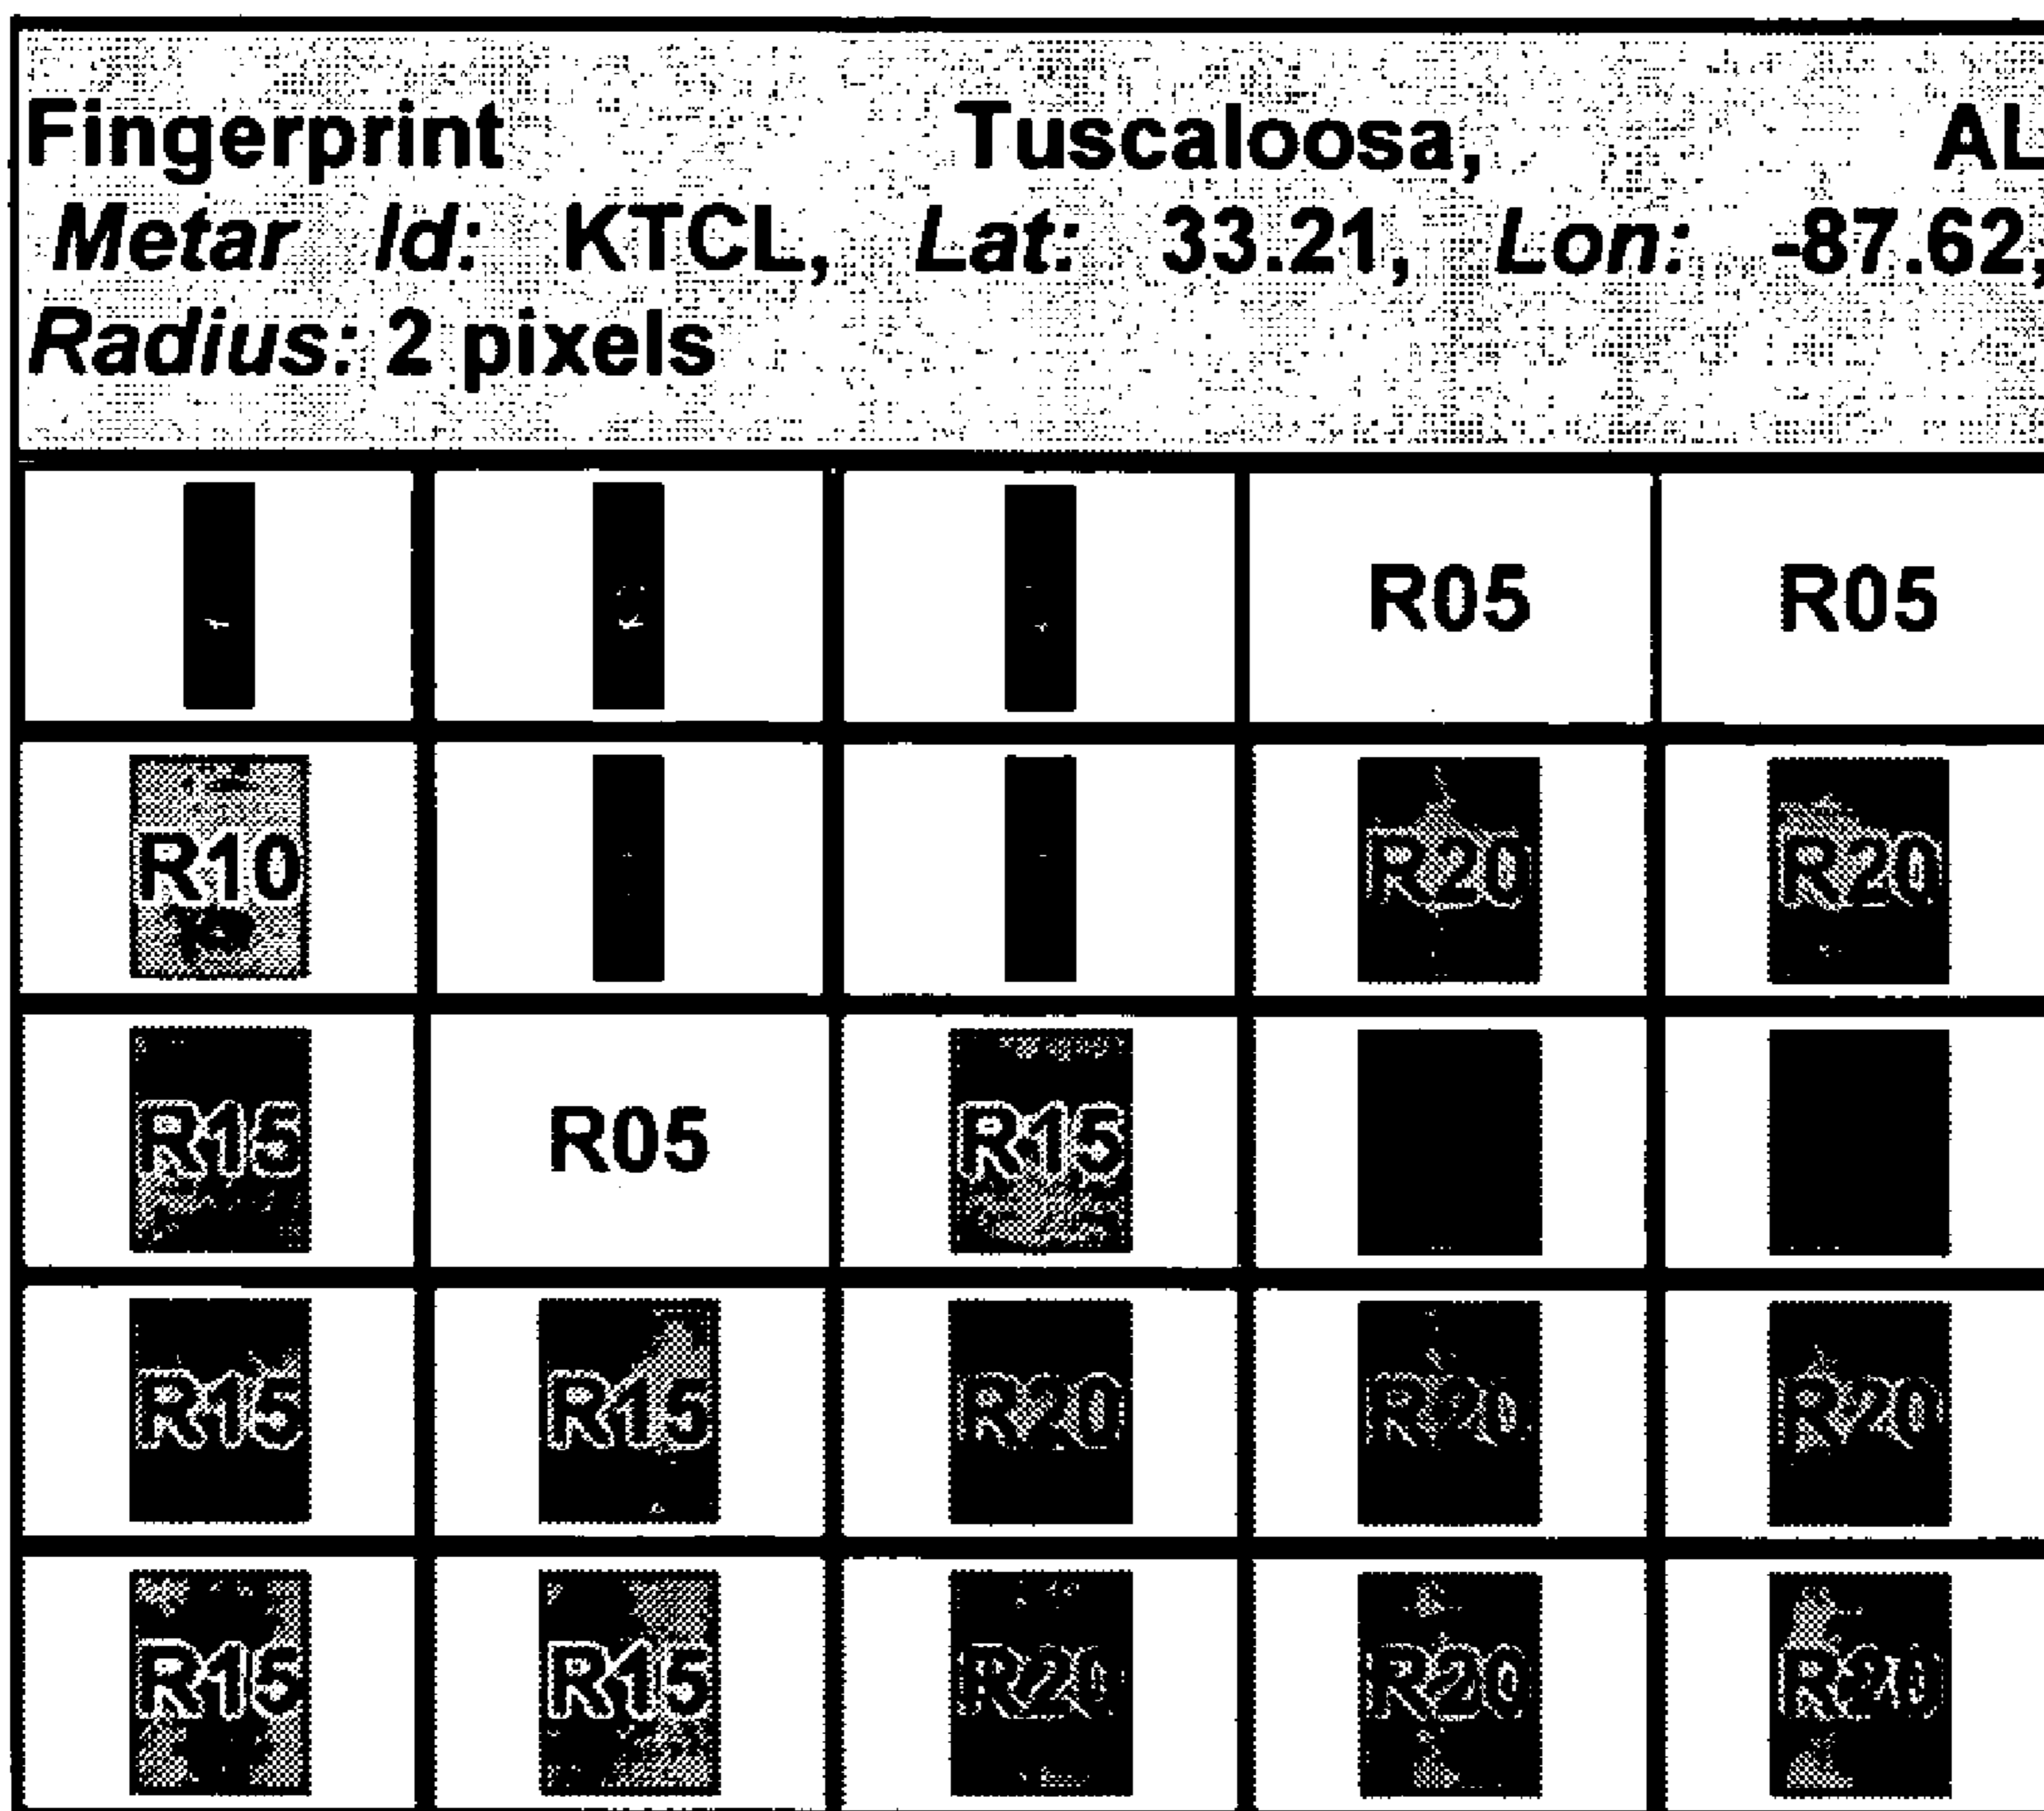 Fingerprint Tuscaloosa, AL
Metar Id: KTCL, Lat: 33.21, Lon: -87.62,
Radius: 2 pixels
R05 R05
R10 R20 R20
R15 R05 R15
R15 R15 R20 R20 R20
R15 R15 R20 R20 R20